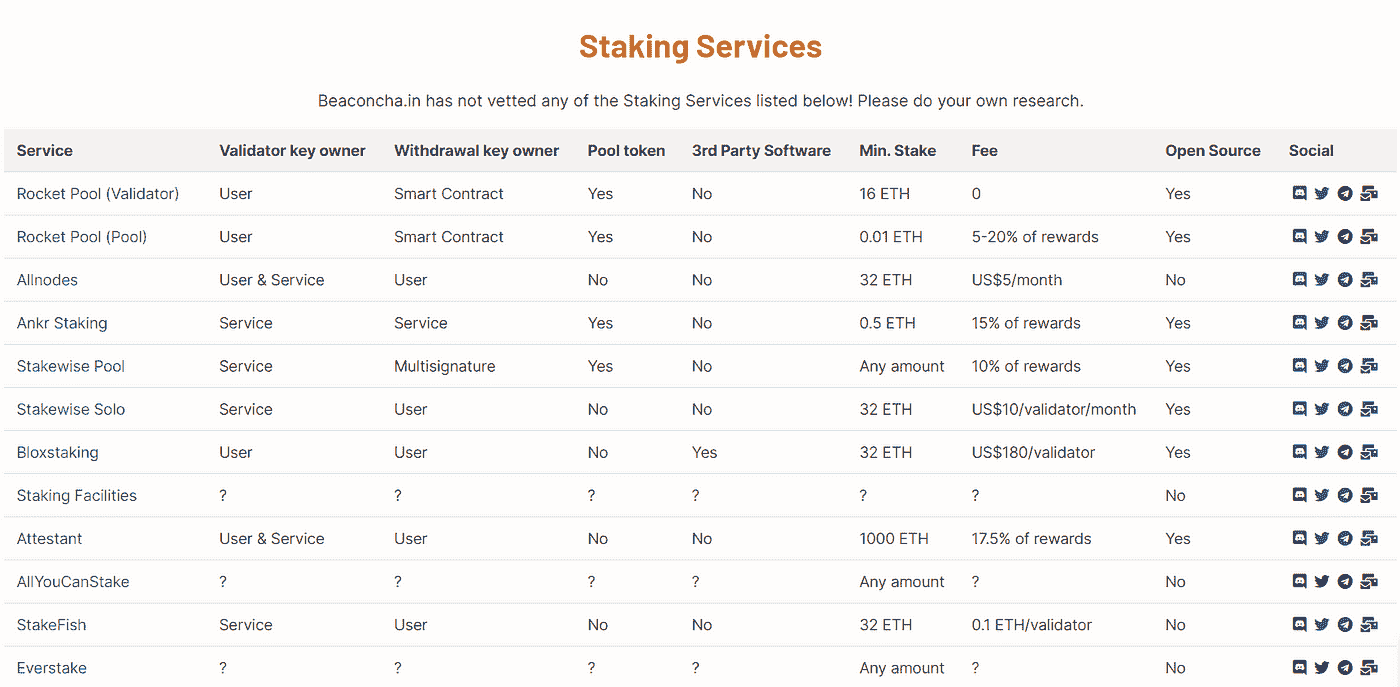 Staking Services
Beaconcha.in has not vetted any of the Staking Services listed below! Please do your own research.
Service Validator key owner Withdrawal key owner Pool token 3rd Party Software Min. Stake Fee Open Source Social
Rocket Pool (Validator) User Smart Contract Yes No 16 ETH 0 Yes
Rocket Pool (Pool) User Smart Contract Yes No 0.01 ETH 5-20% of rewards Yes
Allnodes User & Service User No No 32 ETH US$5/month No
Ankr Staking Service Service Yes No 0.5 ETH 15% of rewards Yes
Stakewise Pool Service Multisignature Yes No Any amount 10% of rewards Yes
Stakewise Solo Service User No No 32 ETH US$10/validator/month Yes
Bloxstaking User User No Yes 32 ETH US$180/validator Yes
Staking Facilities ? ? ? ? ? ? No
Attestant User & Service User No No 1000 ETH 17.5% of rewards Yes
AllYouCanStake ? ? ? ? Any amount ? No
StakeFish Service User No No 32 ETH 0.1 ETH/validator No
Everstake ? ? ? ? Any amount ? No